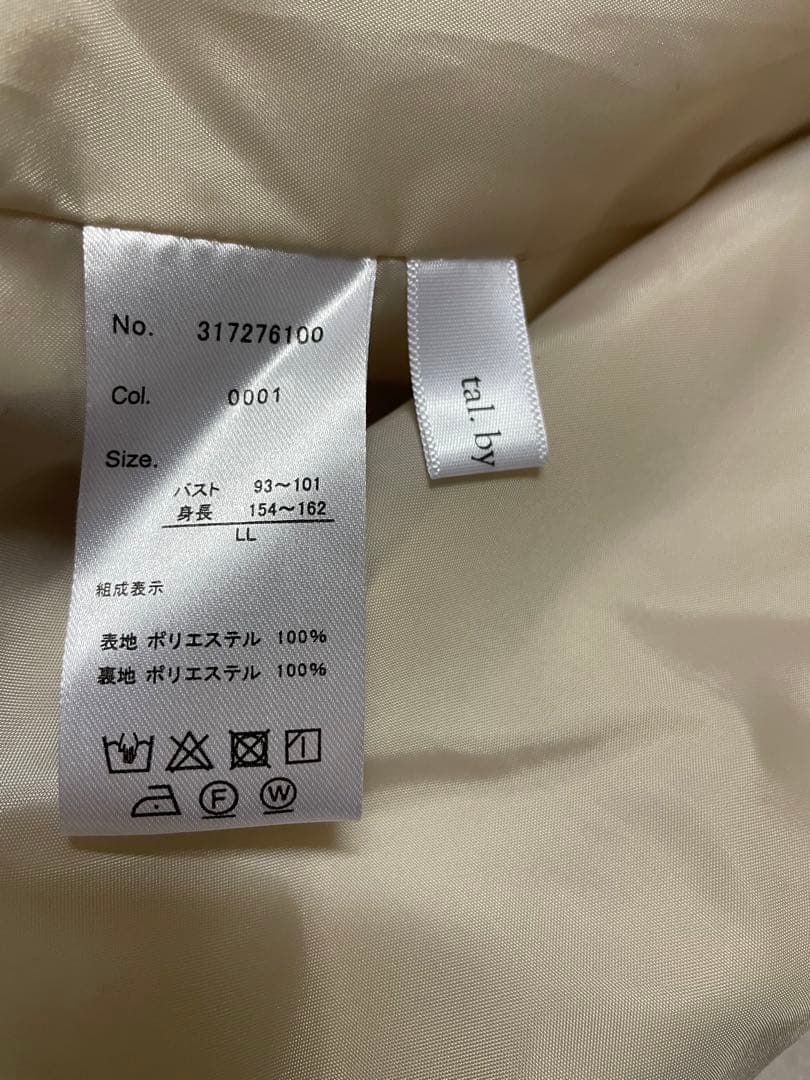 No. 317276100
Col. 0001
Size.
バスト 93～101
身長 154～162
LL
組成表示
表地 ポリエステル 100%
裏地 ポリエステル 100%
F W
tal. by